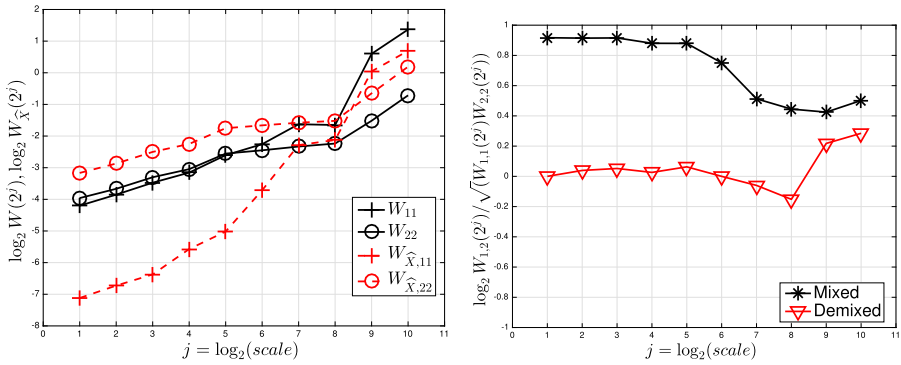 log₂ W(2ʲ), log₂ W_X̂(2ʲ)
2
1
0
-1
-2
-3
-4
-5
-6
-7
-8
0 1 2 3 4 5 6 7 8 9 10 11
j = log₂(scale)
W₁₁
W₂₂
W_X̂,₁₁
W_X̂,₂₂
log₂ W₁,₂(2ʲ)/√(W₁,₁(2ʲ)W₂,₂(2ʲ))
1
0.8
0.6
0.4
0.2
0
-0.2
-0.4
-0.6
-0.8
-1
0 1 2 3 4 5 6 7 8 9 10 11
j = log₂(scale)
Mixed
Demixed